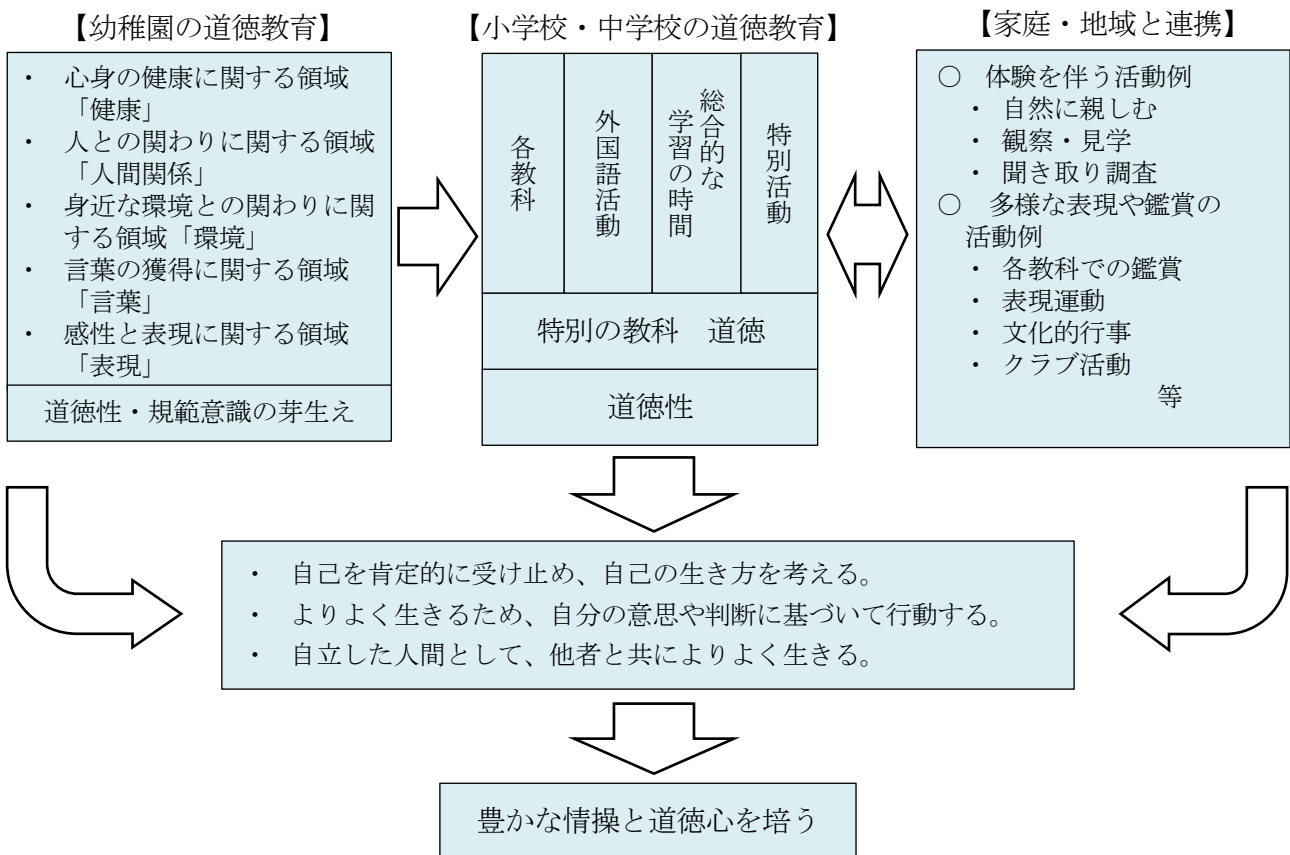 【幼稚園の道徳教育】
・ 心身の健康に関する領域
「健康」
・ 人との関わりに関する領域
「人間関係」
・ 身近な環境との関わりに関
する領域「環境」
・ 言葉の獲得に関する領域
「言葉」
・ 感性と表現に関する領域
「表現」
道徳性・規範意識の芽生え
【小学校・中学校の道徳教育】
各教科
外国語活動
総合的な
学習の時間
特別活動
特別の教科 道徳
道徳性
【家庭・地域と連携】
○ 体験を伴う活動例
・ 自然に親しむ
・ 観察・見学
・ 聞き取り調査
○ 多様な表現や鑑賞の
活動例
・ 各教科での鑑賞
・ 表現運動
・ 文化的行事
・ クラブ活動
等
・ 自己を肯定的に受け止め、自己の生き方を考える。
・ よりよく生きるため、自分の意思や判断に基づいて行動する。
・ 自立した人間として、他者と共によりよく生きる。
豊かな情操と道徳心を培う